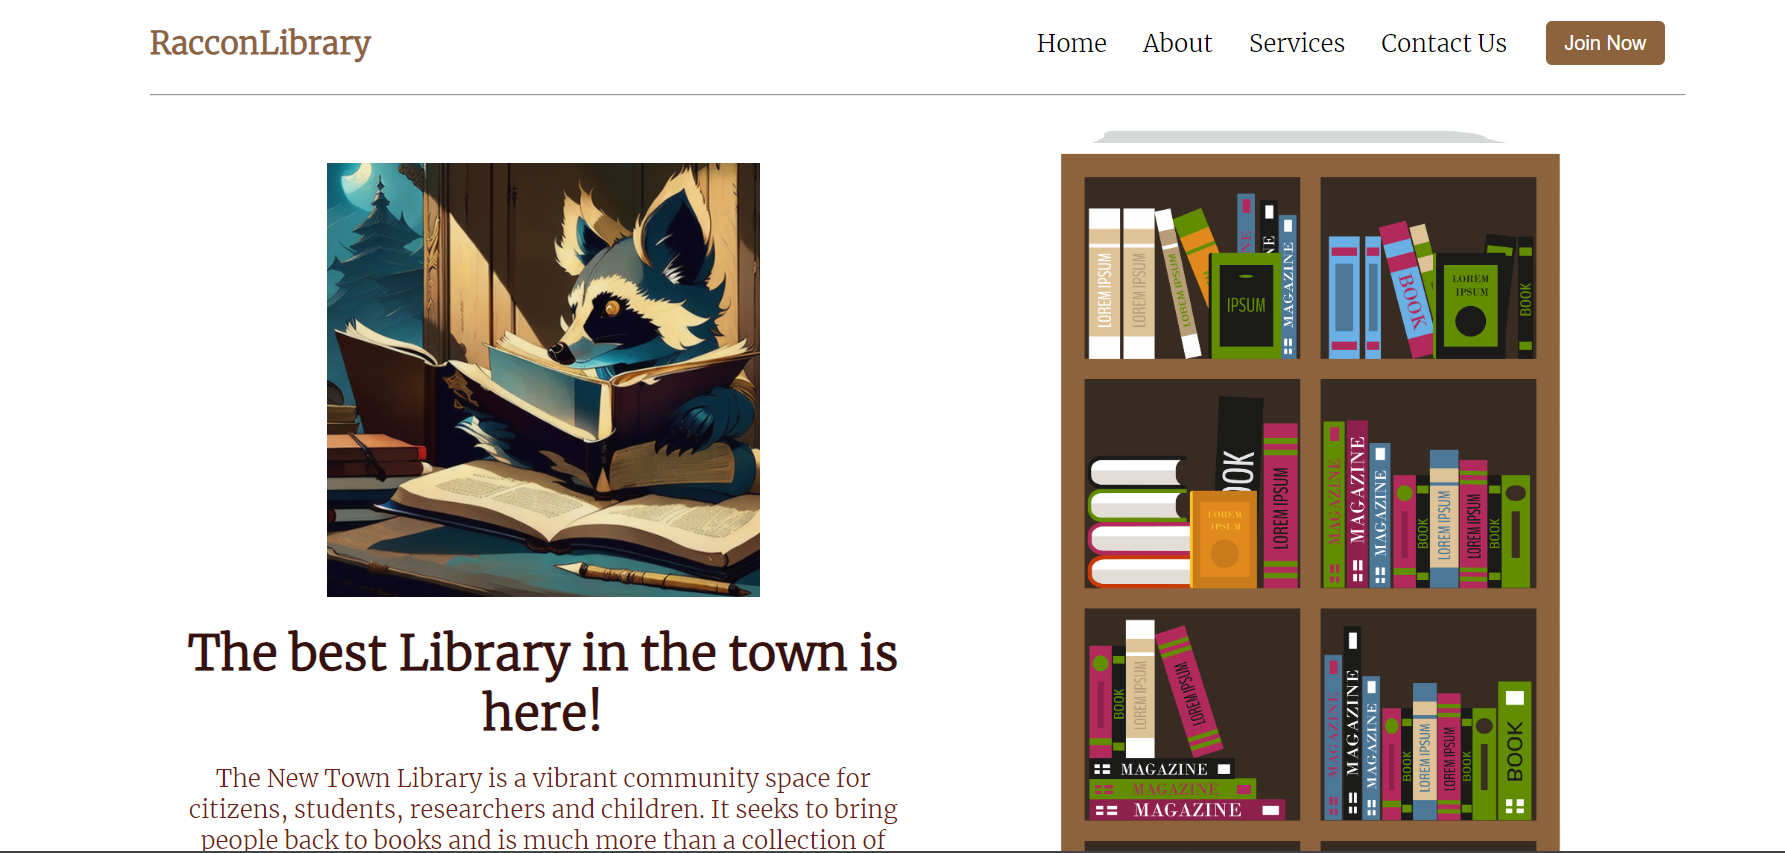 RacconLibrary
Home About Services Contact Us Join Now
The best Library in the town is
here!
The New Town Library is a vibrant community space for
citizens, students, researchers and children. It seeks to bring
people back to books and is much more than a collection of
LOREM IPSUM
LOREM IPSUM
LOREM IPSUM
IPSUM
MAGAZINE
BOOK
LOREM
IPSUM
BOOK
LOREM
IPSUM
LOREM IPSUM
MAGAZINE
MAGAZINE
MAGAZINE
BOOK
LOREM IPSUM
LOREM IPSUM
BOOK
BOOK
LOREM IPSUM
LOREM IPSUM
MAGAZINE
MAGAZINE
MAGAZINE
MAGAZINE
MAGAZINE
MAGAZINE
BOOK
LOREM IPSUM
LOREM IPSUM
BOOK
BOOK